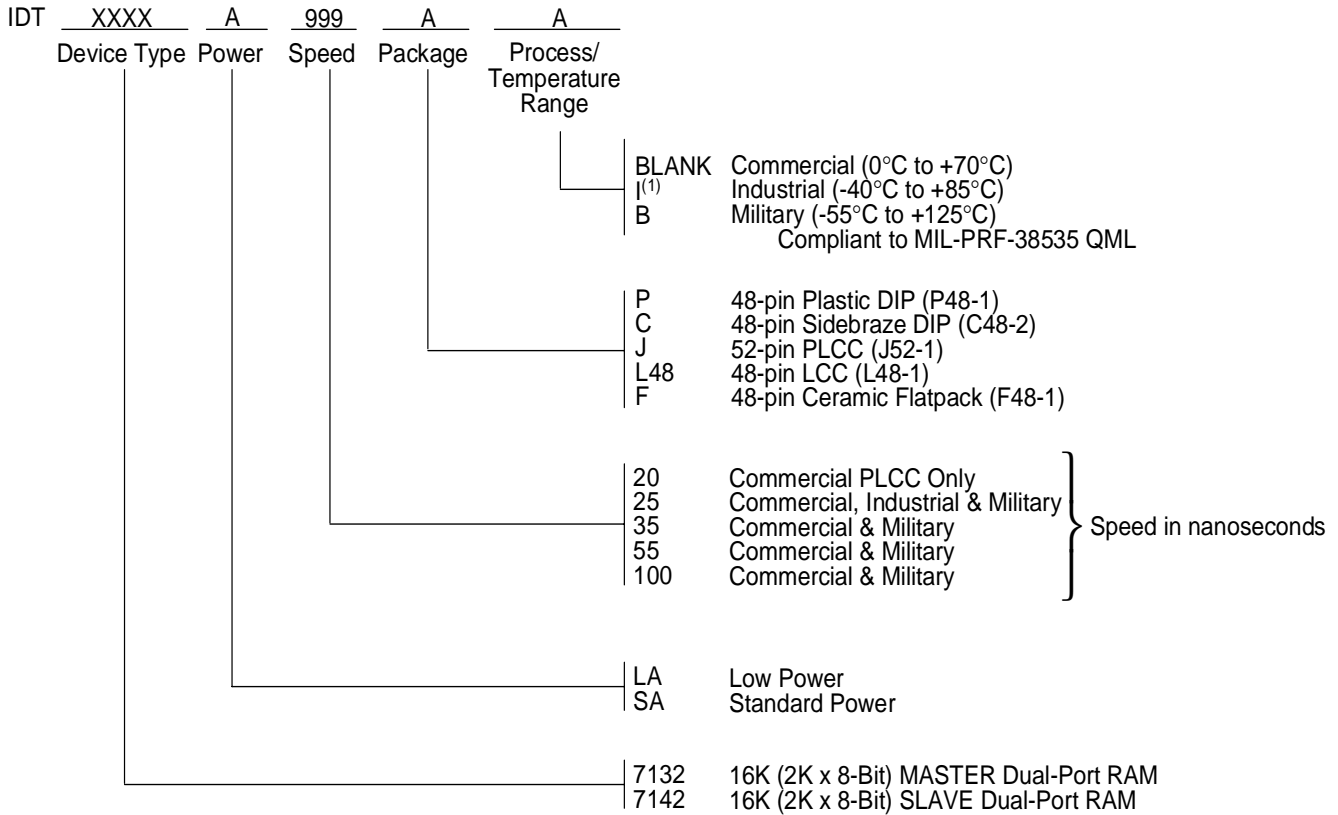 IDT XXXX A 999 A A
Device Type Power Speed Package Process/
Temperature
Range
BLANK Commercial (0°C to +70°C)
I(1) Industrial (-40°C to +85°C)
B Military (-55°C to +125°C)
Compliant to MIL-PRF-38535 QML
P 48-pin Plastic DIP (P48-1)
C 48-pin Sidebraze DIP (C48-2)
J 52-pin PLCC (J52-1)
L48 48-pin LCC (L48-1)
F 48-pin Ceramic Flatpack (F48-1)
20 Commercial PLCC Only
25 Commercial, Industrial & Military
35 Commercial & Military
55 Commercial & Military
100 Commercial & Military
Speed in nanoseconds
LA Low Power
SA Standard Power
7132 16K (2K x 8-Bit) MASTER Dual-Port RAM
7142 16K (2K x 8-Bit) SLAVE Dual-Port RAM